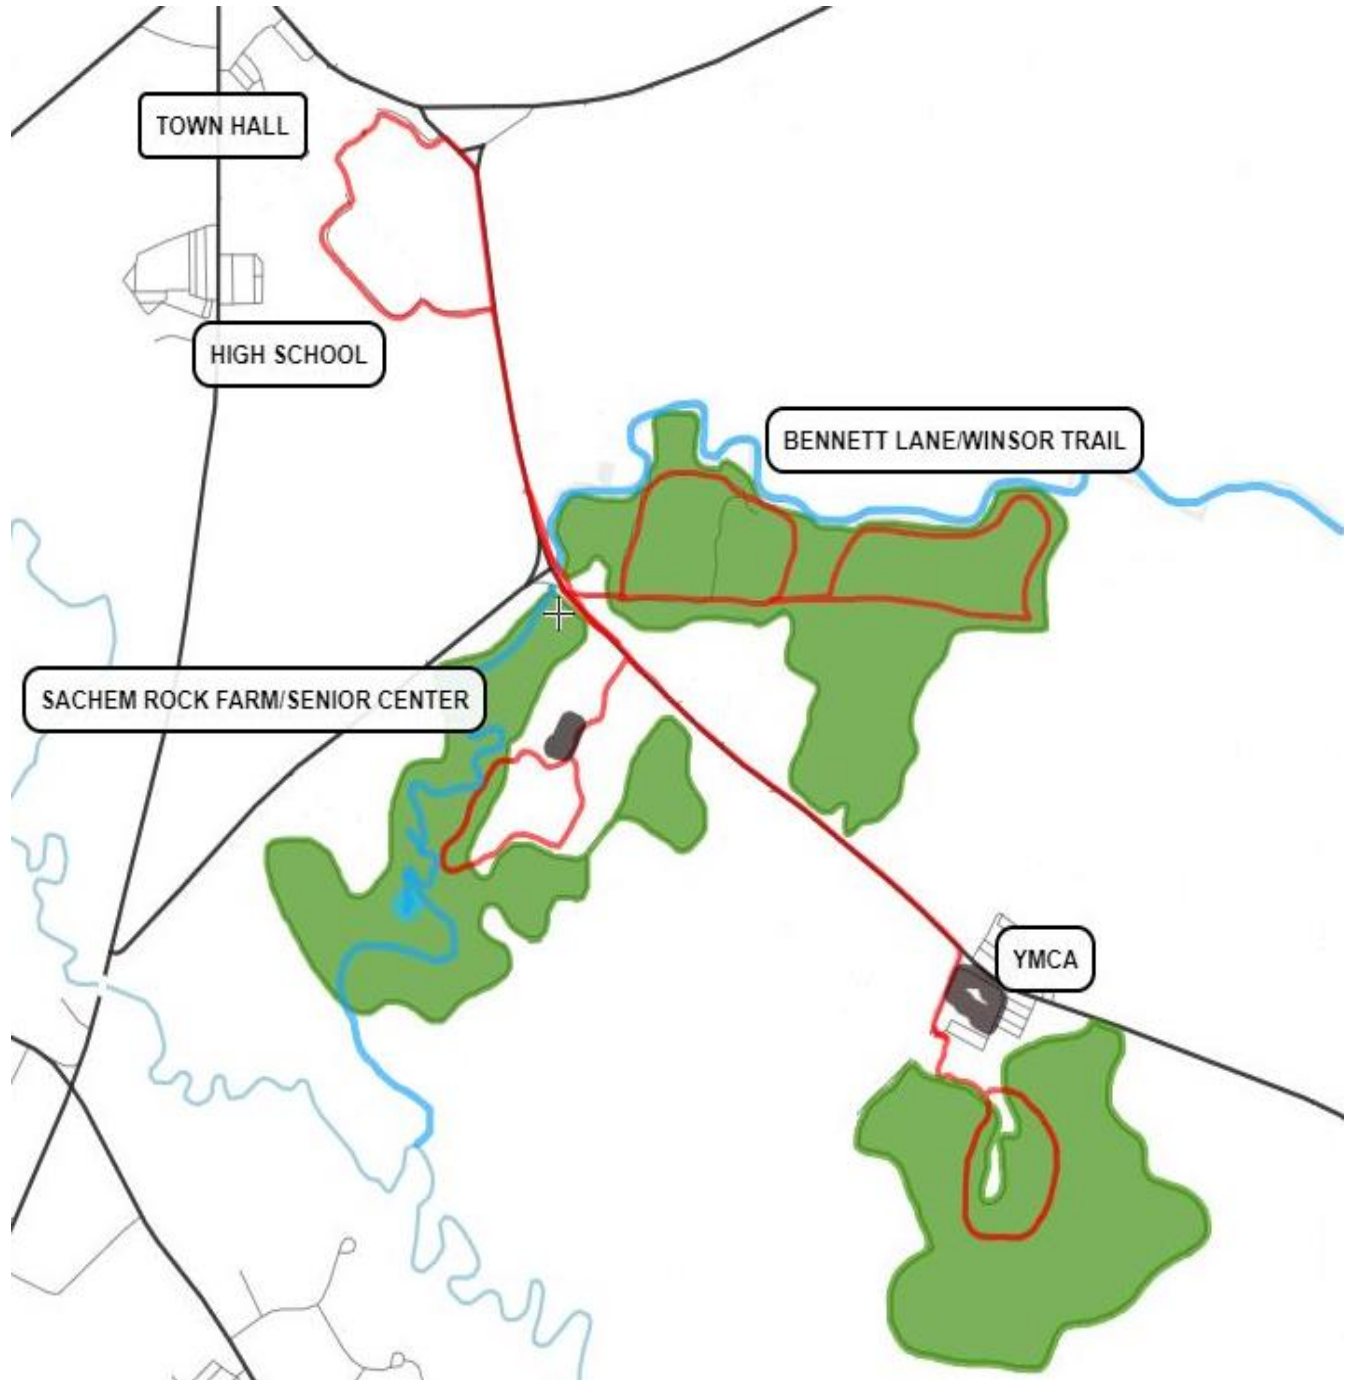 TOWN HALL
HIGH SCHOOL
BENNETT LANE/WINSOR TRAIL
SACHEM ROCK FARM/SENIOR CENTER
YMCA